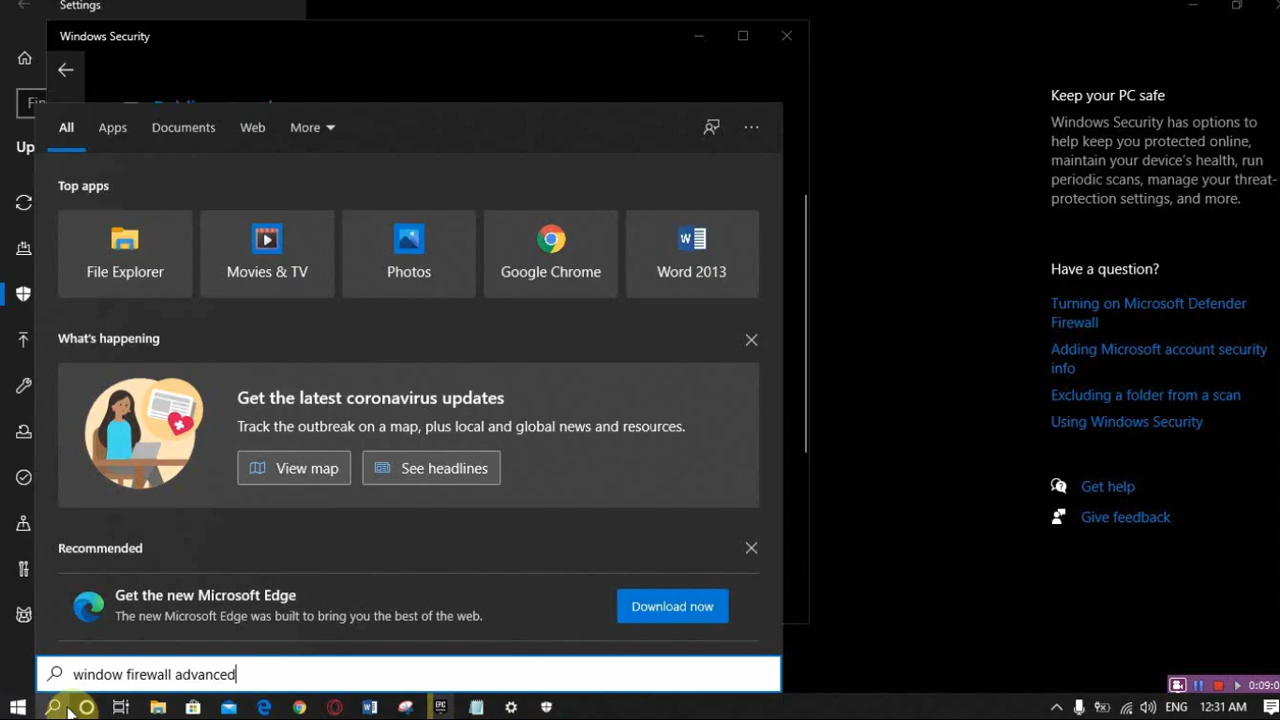 Settings
Windows Security
Fin
Up
All
Apps
Documents
Web
More
Top apps
File Explorer
Movies & TV
Photos
Google Chrome
Word 2013
What's happening
Get the latest coronavirus updates
Track the outbreak on a map, plus local and global news and resources.
View map
See headlines
Recommended
Get the new Microsoft Edge
The new Microsoft Edge was built to bring you the best of the web.
Download now
window firewall advanced
Keep your PC safe
Windows Security has options to
help keep you protected online,
maintain your device's health, run
periodic scans, manage your threat-
protection settings, and more.
Have a question?
Turning on Microsoft Defender
Firewall
Adding Microsoft account security
info
Excluding a folder from a scan
Using Windows Security
Get help
Give feedback
0:09:0
EPC
ENG
12:31 AM